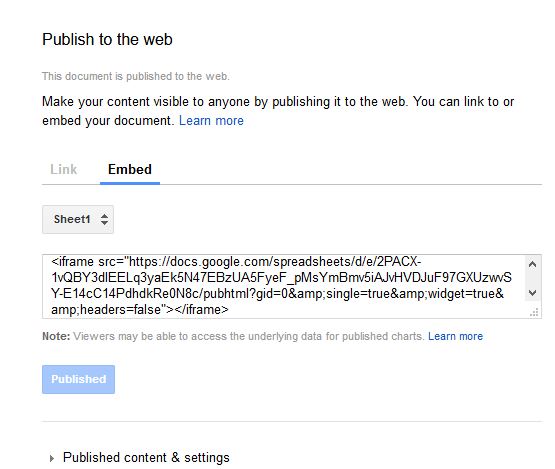 Publish to the web
This document is published to the web.
Make your content visible to anyone by publishing it to the web. You can link to or
embed your document. Learn more
Link Embed
Sheet1
<iframe src="https://docs.google.com/spreadsheets/d/e/2PACX-
1vQBY3dlEELq3yaEk5N47EBzUA5FyeF_pMsYmBmv5iAJvHVDJuF97GXUzwvS
Y-E14cC14PdhdkRe0N8c/pubhtml?gid=0&amp;single=true&amp;widget=true&
amp;headers=false"></iframe>
Note: Viewers may be able to access the underlying data for published charts. Learn more
Published
Published content & settings